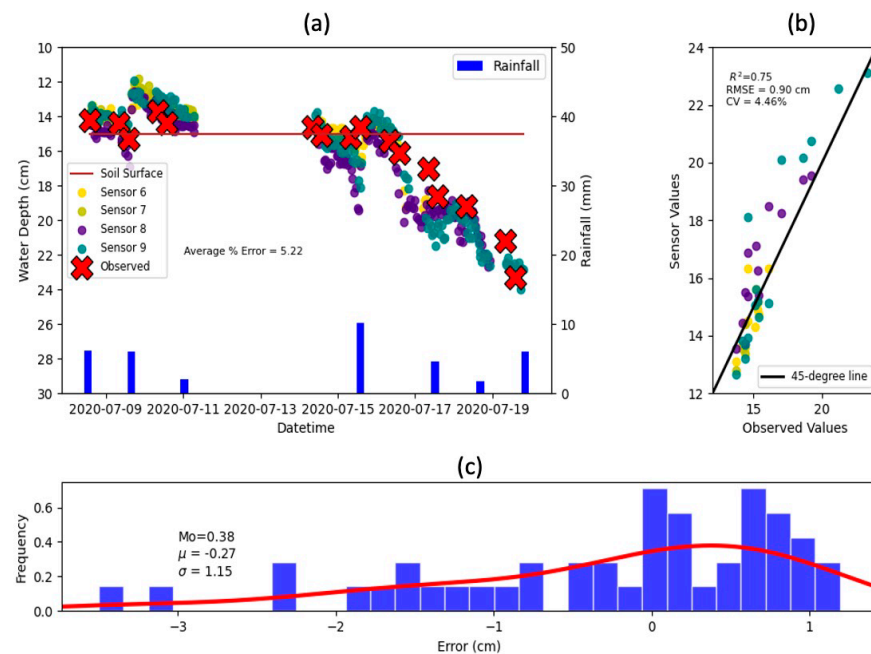 (a)
10
12
14
16
18
20
22
24
26
28
30
Water Depth (cm)
Soil Surface
Sensor 6
Sensor 7
Sensor 8
Sensor 9
Observed
Average % Error = 5.22
Rainfall
50
40
30
20
10
0
Rainfall (mm)
2020-07-09 2020-07-11 2020-07-13 2020-07-15 2020-07-17 2020-07-19
Datetime
(b)
24
22
20
18
16
14
12
Sensor Values
R²=0.75
RMSE = 0.90 cm
CV = 4.46%
45-degree line
15 20
Observed Values
(c)
0.6
0.4
0.2
0.0
Frequency
Mo=0.38
μ = -0.27
σ = 1.15
−3 −2 −1 0 1
Error (cm)